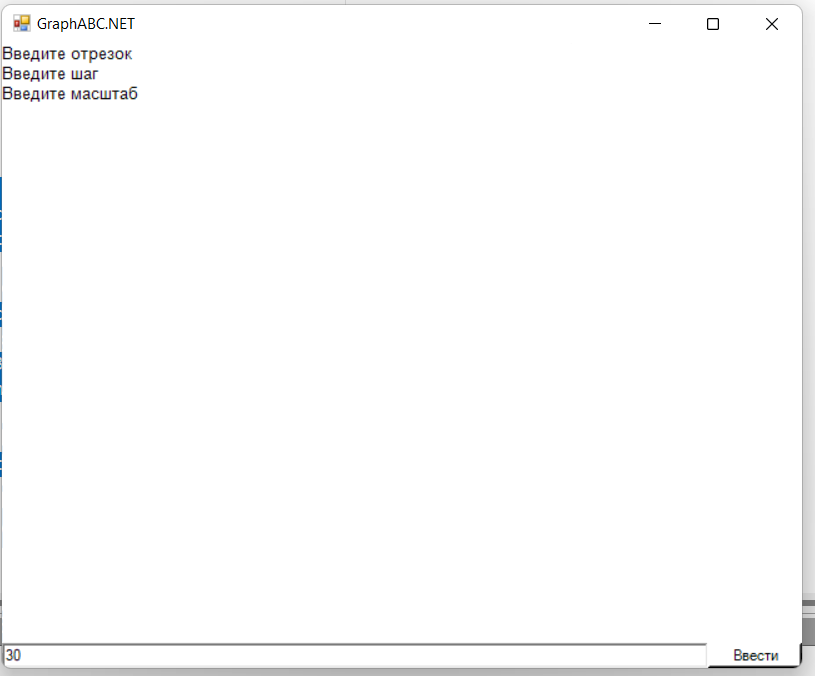 GraphABC.NET
Введите отрезок
Введите шаг
Введите масштаб
30
Ввести